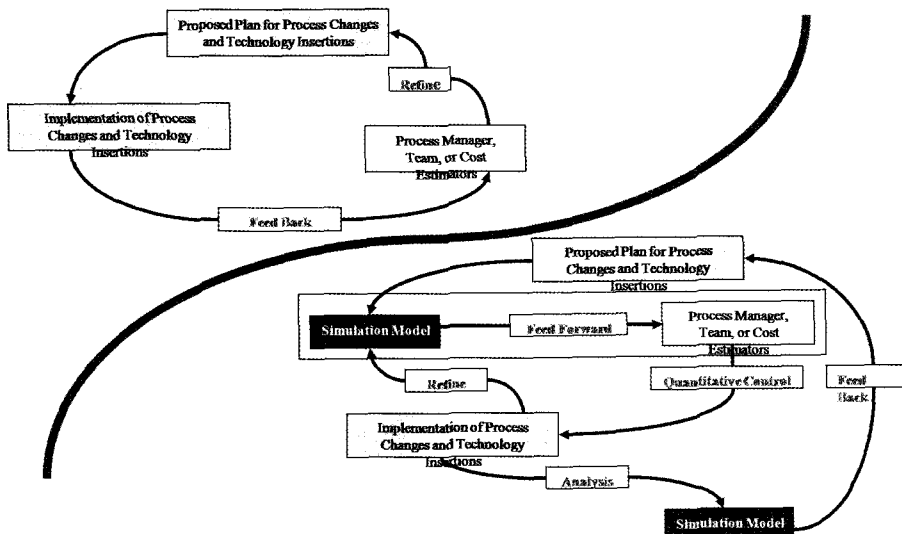 Proposed Plan for Process Changes
and Technology Insertions
Refine
Implementation of Process
Changes and Technology
Insertions
Process Manager,
Team, or Cost
Estimators
Feed Back
Proposed Plan for Process
Changes and Technology
Insertions
Simulation Model
Feed Forward
Process Manager,
Team, or Cost
Estimators
Refine
Quantitative Control
Feed
Back
Implementation of Process
Changes and Technology
Insertions
Analysis
Simulation Model